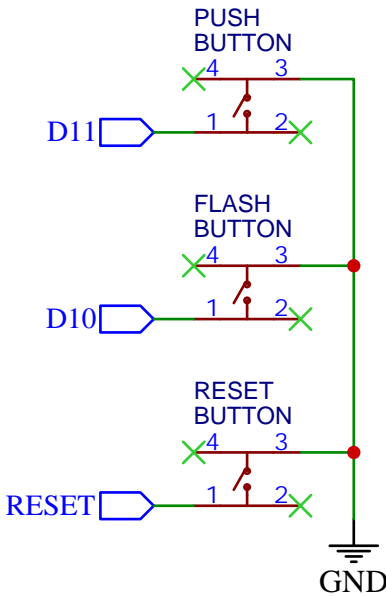 PUSH
BUTTON
4 3
D11 1 2
FLASH
BUTTON
4 3
D10 1 2
RESET
BUTTON
4 3
RESET 1 2
GND